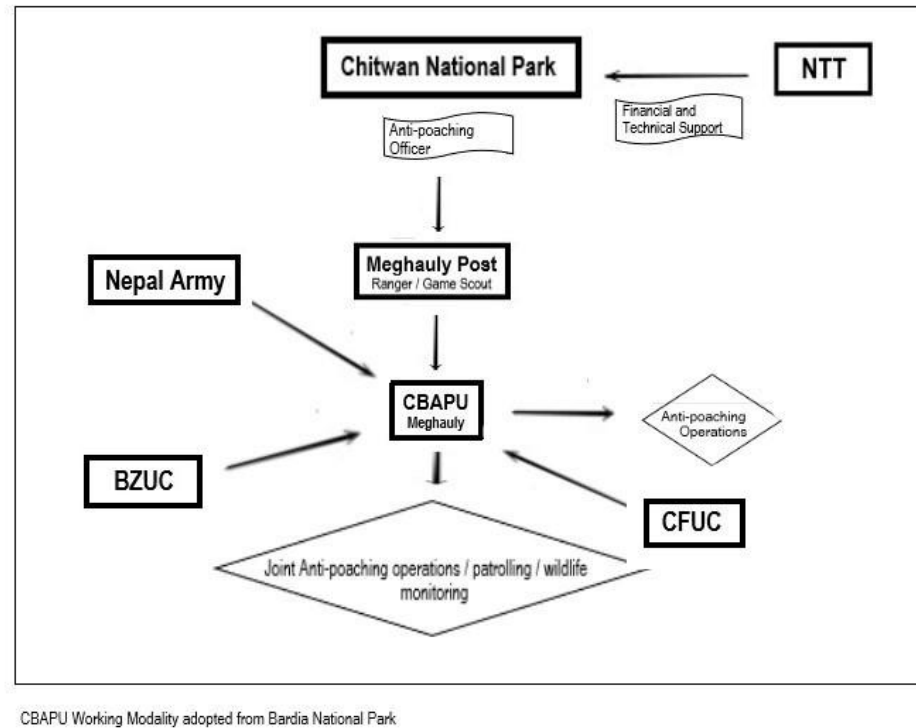 Chitwan National Park
NTT
Anti-poaching
Officer
Financial and
Technical Support
Meghauly Post
Ranger / Game Scout
Nepal Army
CBAPU
Meghauly
Anti-poaching
Operations
BZUC
CFUC
Joint Anti-poaching operations / patrolling / wildlife
monitoring
CBAPU Working Modality adopted from Bardia National Park